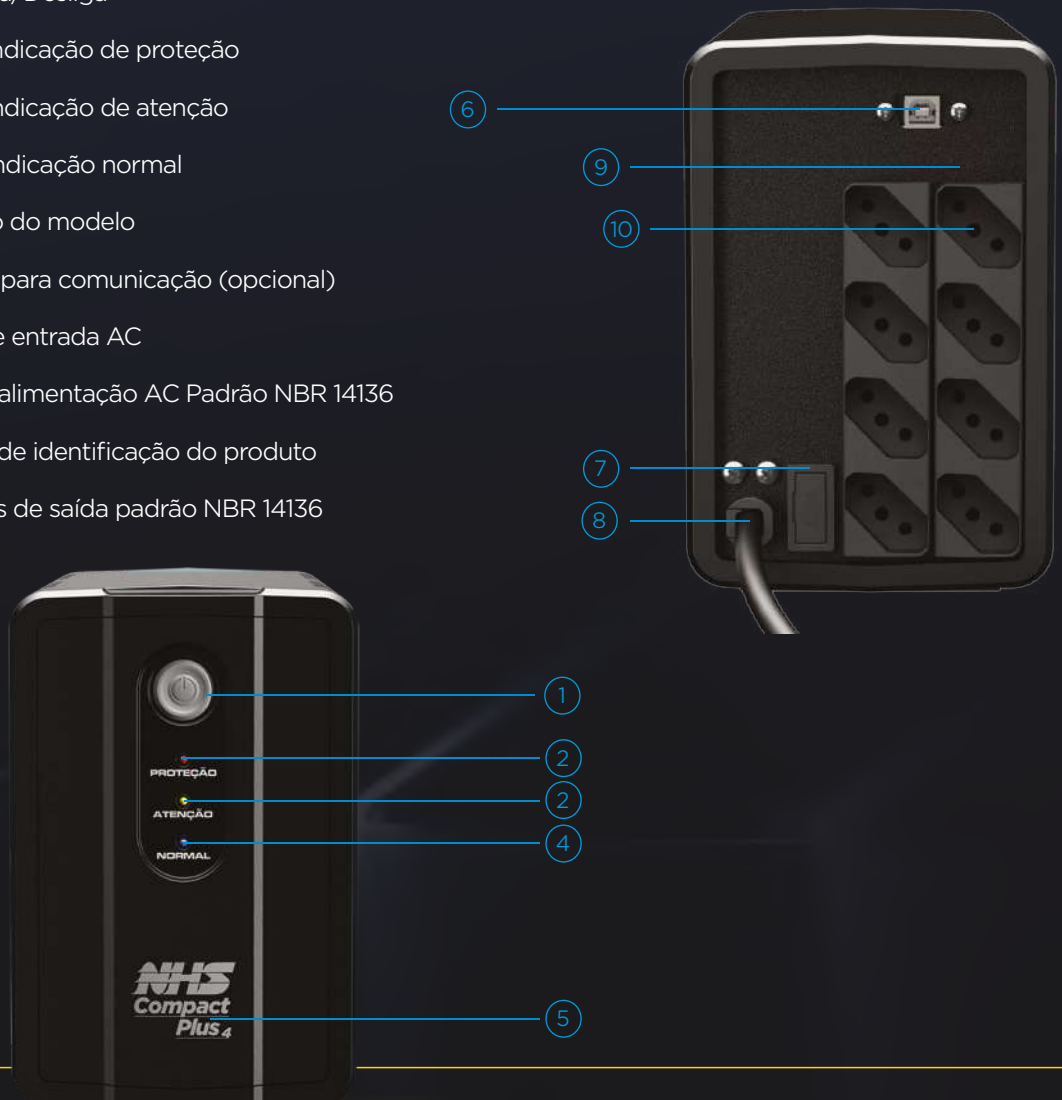 Desliga
indicação de proteção
indicação de atenção
indicação normal
do modelo
para comunicação (opcional)
entrada AC
alimentação AC Padrão NBR 14136
de identificação do produto
de saída padrão NBR 14136
6
9
10
7
8
1
PROTEÇÃO
2
ATENÇÃO
2
NORMAL
4
NHS
Compact
Plus 4
5